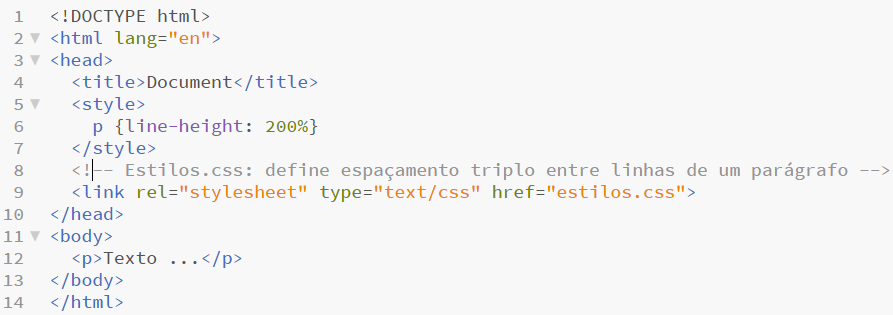 1 <!DOCTYPE html>
2 <html lang="en">
3 <head>
4   <title>Document</title>
5   <style>
6     p {line-height: 200%}
7   </style>
8   <!-- Estilos.css: define espaçamento triplo entre linhas de um parágrafo -->
9   <link rel="stylesheet" type="text/css" href="estilos.css">
10 </head>
11 <body>
12   <p>Texto ...</p>
13 </body>
14 </html>